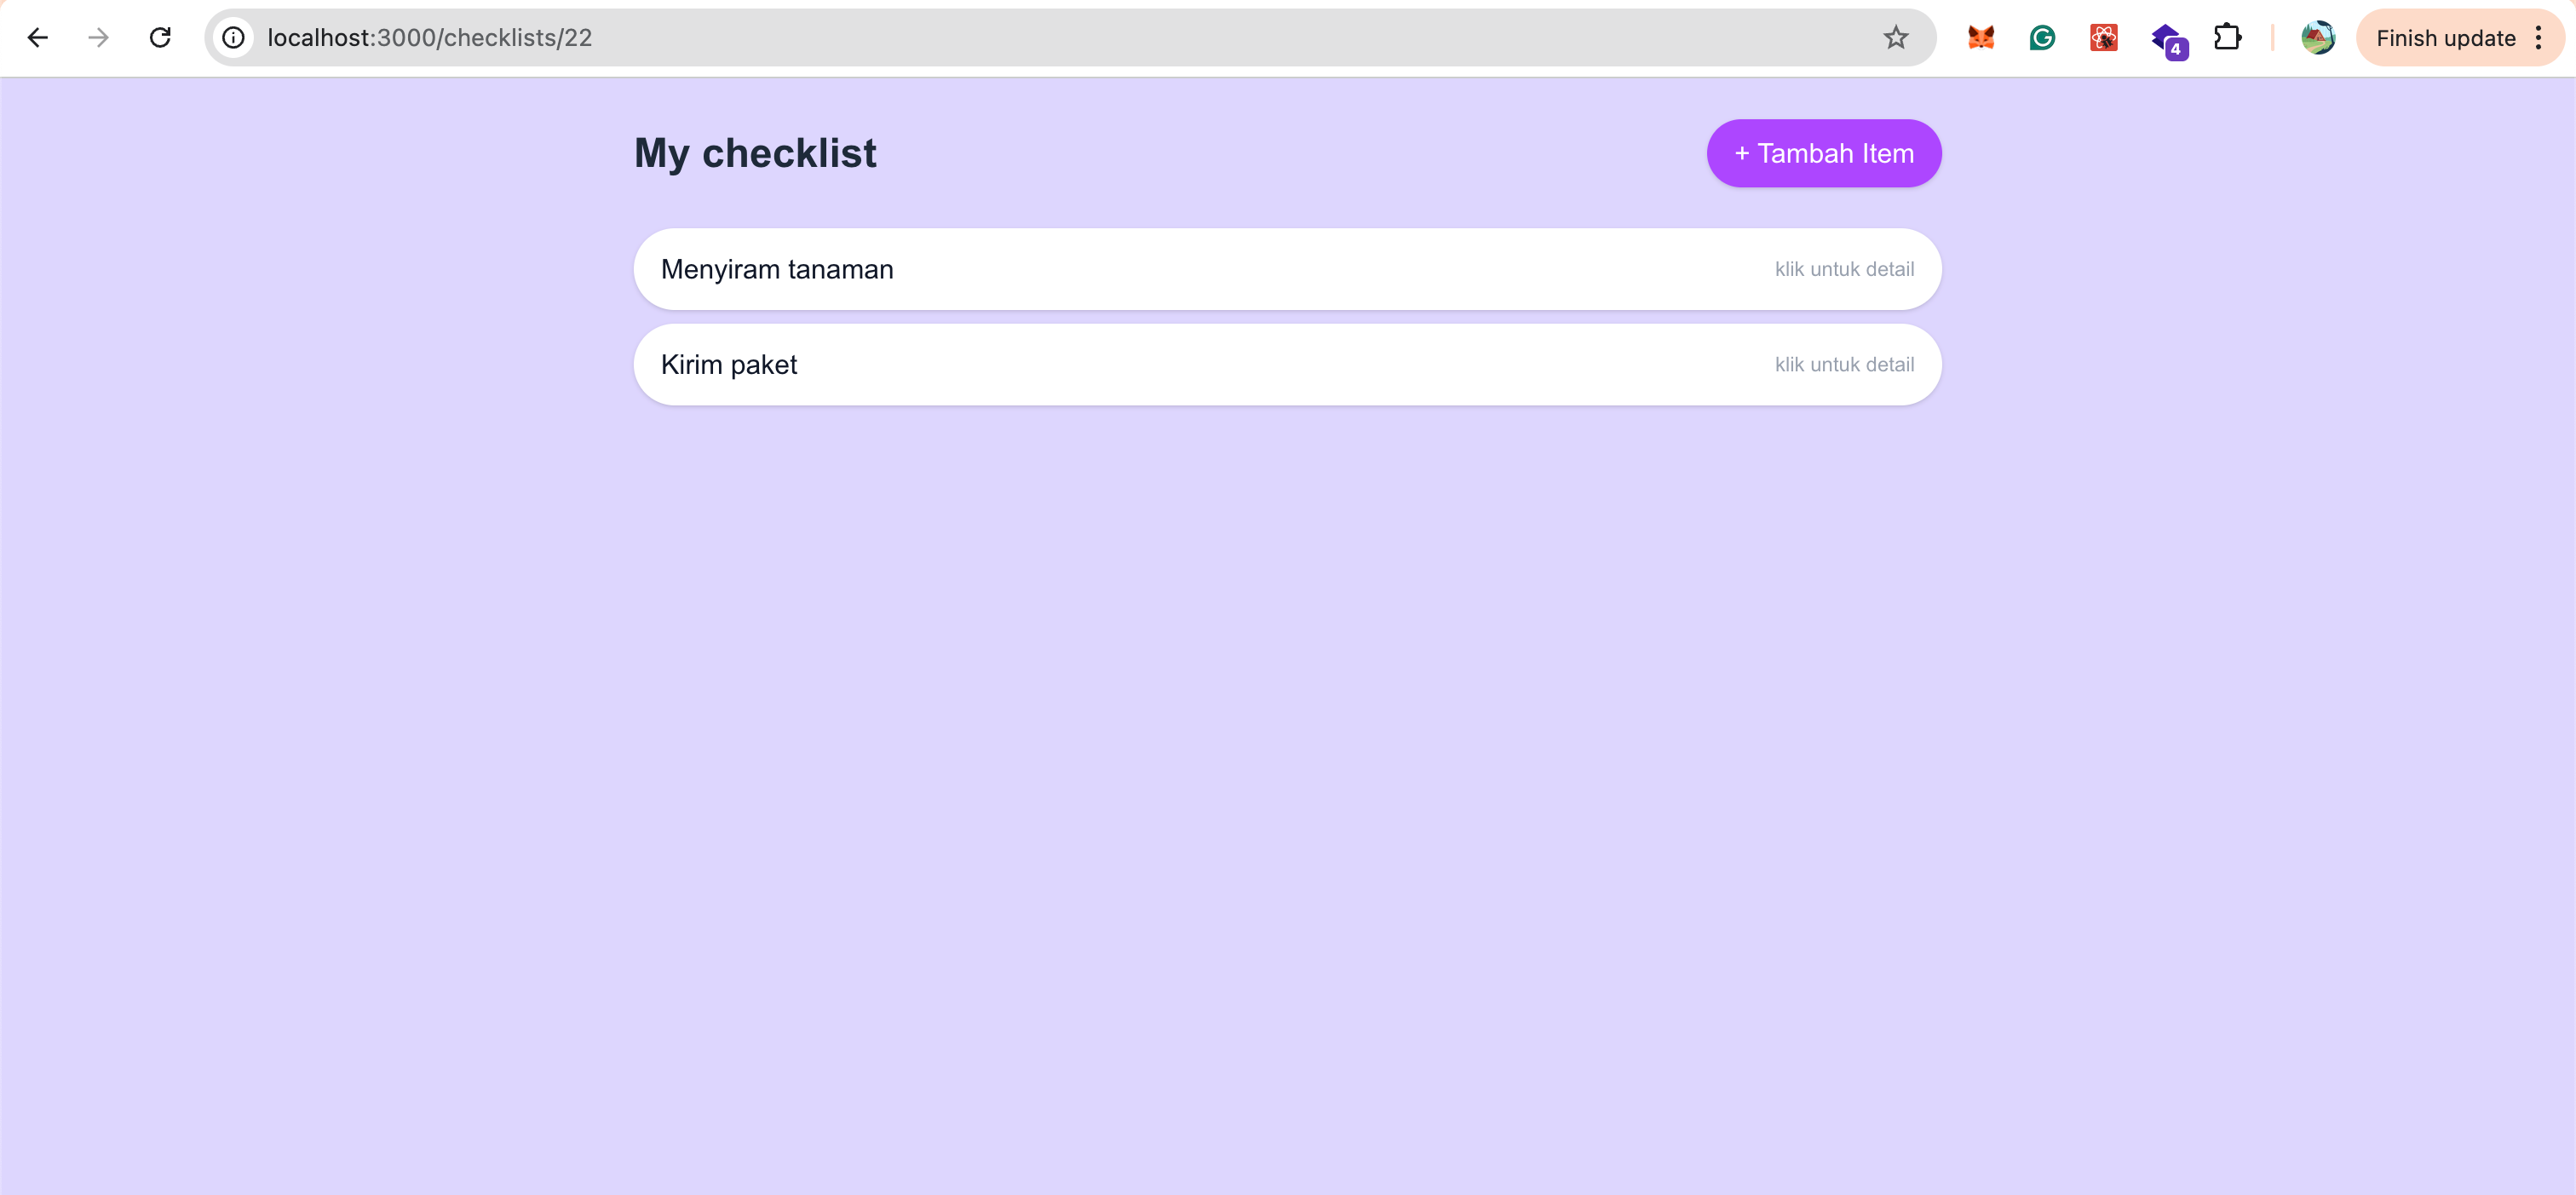 localhost:3000/checklists/22
4
Finish update
My checklist
+ Tambah Item
Menyiram tanaman
klik untuk detail
Kirim paket
klik untuk detail